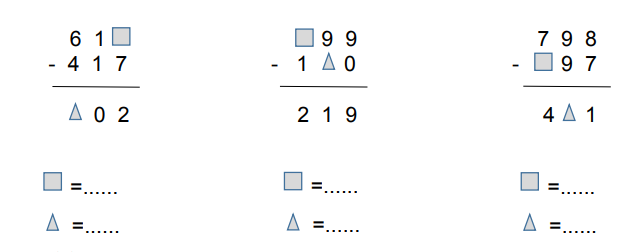 6 1 □
- 4 1 7
△ 0 2
□ =......
△ =......
□ 9 9
- 1 △ 0
2 1 9
□ =......
△ =......
7 9 8
- □ 9 7
4 △ 1
□ =......
△ =......